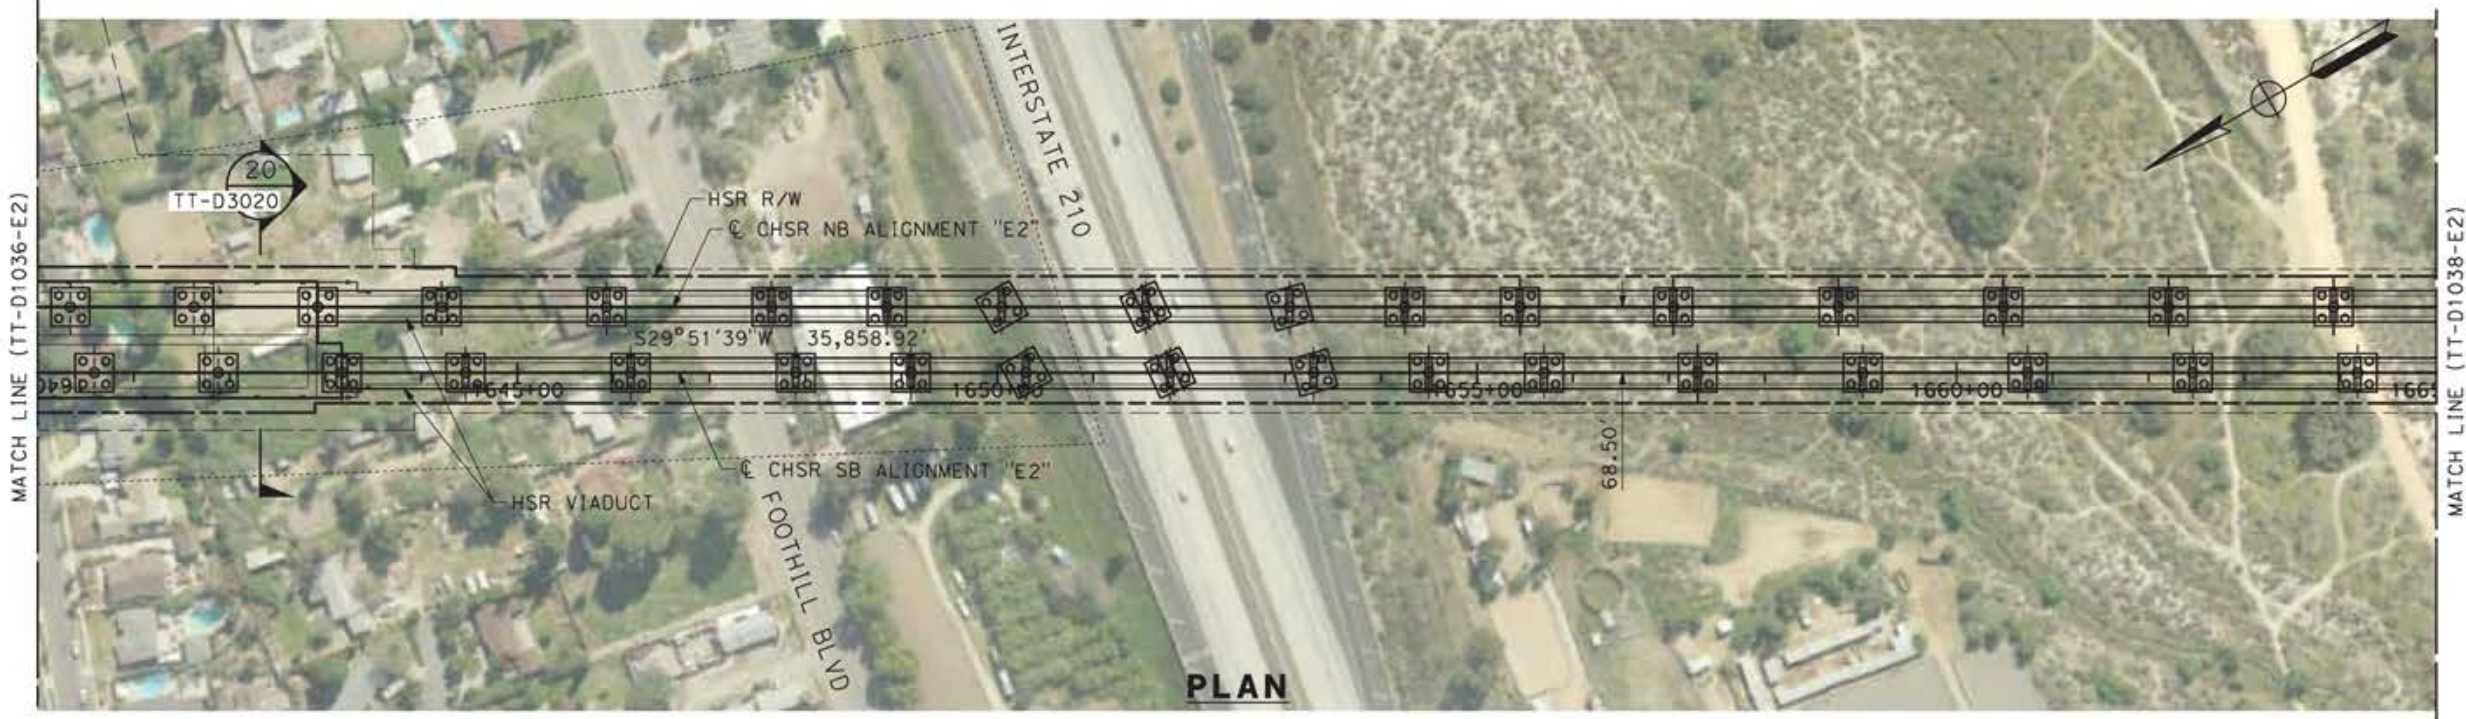 MATCH LINE (TT-D1036-E2)
20
TT-D3020
INTERSTATE 210
HSR R/W
℄ CHSR NB ALIGNMENT "E2"
S29°51'39"W 35,858.92'
1645+00
1650+00
1655+00
1660+00
1665
68.50'
℄ CHSR SB ALIGNMENT "E2"
HSR VIADUCT
FOOTHILL BLVD
PLAN
MATCH LINE (TT-D1038-E2)